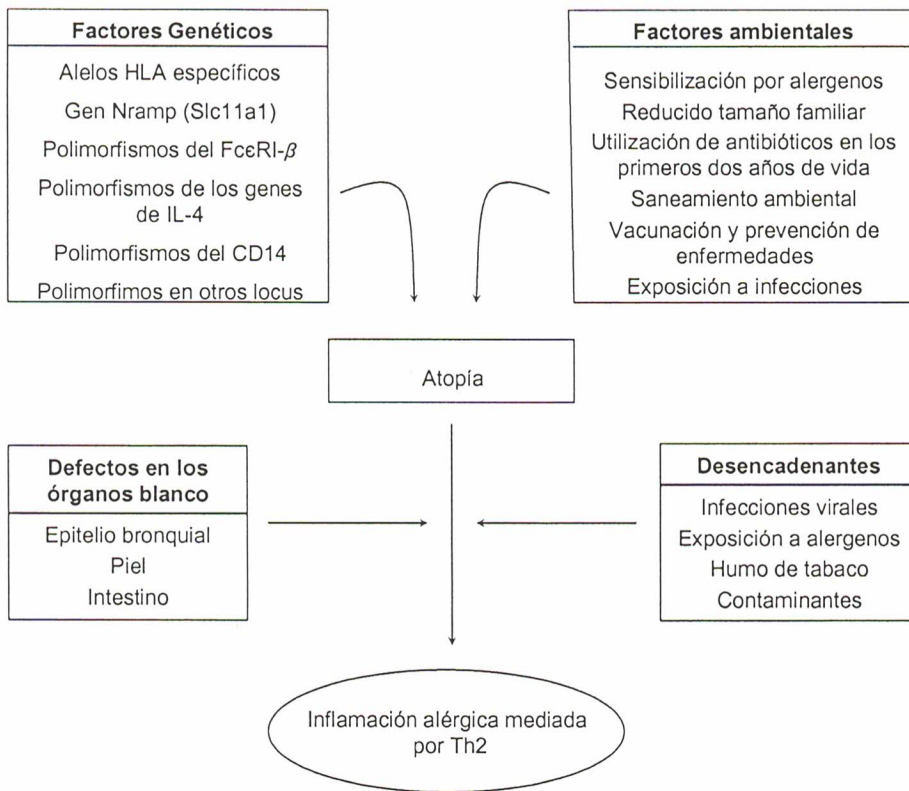 Factores Genéticos
Alelos HLA específicos
Gen Nramp (Slc11a1)
Polimorfismos del FcεRI-β
Polimorfismos de los genes
de IL-4
Polimorfismos del CD14
Polimorfimos en otros locus
Factores ambientales
Sensibilización por alergenos
Reducido tamaño familiar
Utilización de antibióticos en los
primeros dos años de vida
Saneamiento ambiental
Vacunación y prevención de
enfermedades
Exposición a infecciones
Atopía
Defectos en los
órganos blanco
Epitelio bronquial
Piel
Intestino
Desencadenantes
Infecciones virales
Exposición a alergenos
Humo de tabaco
Contaminantes
Inflamación alérgica mediada
por Th2